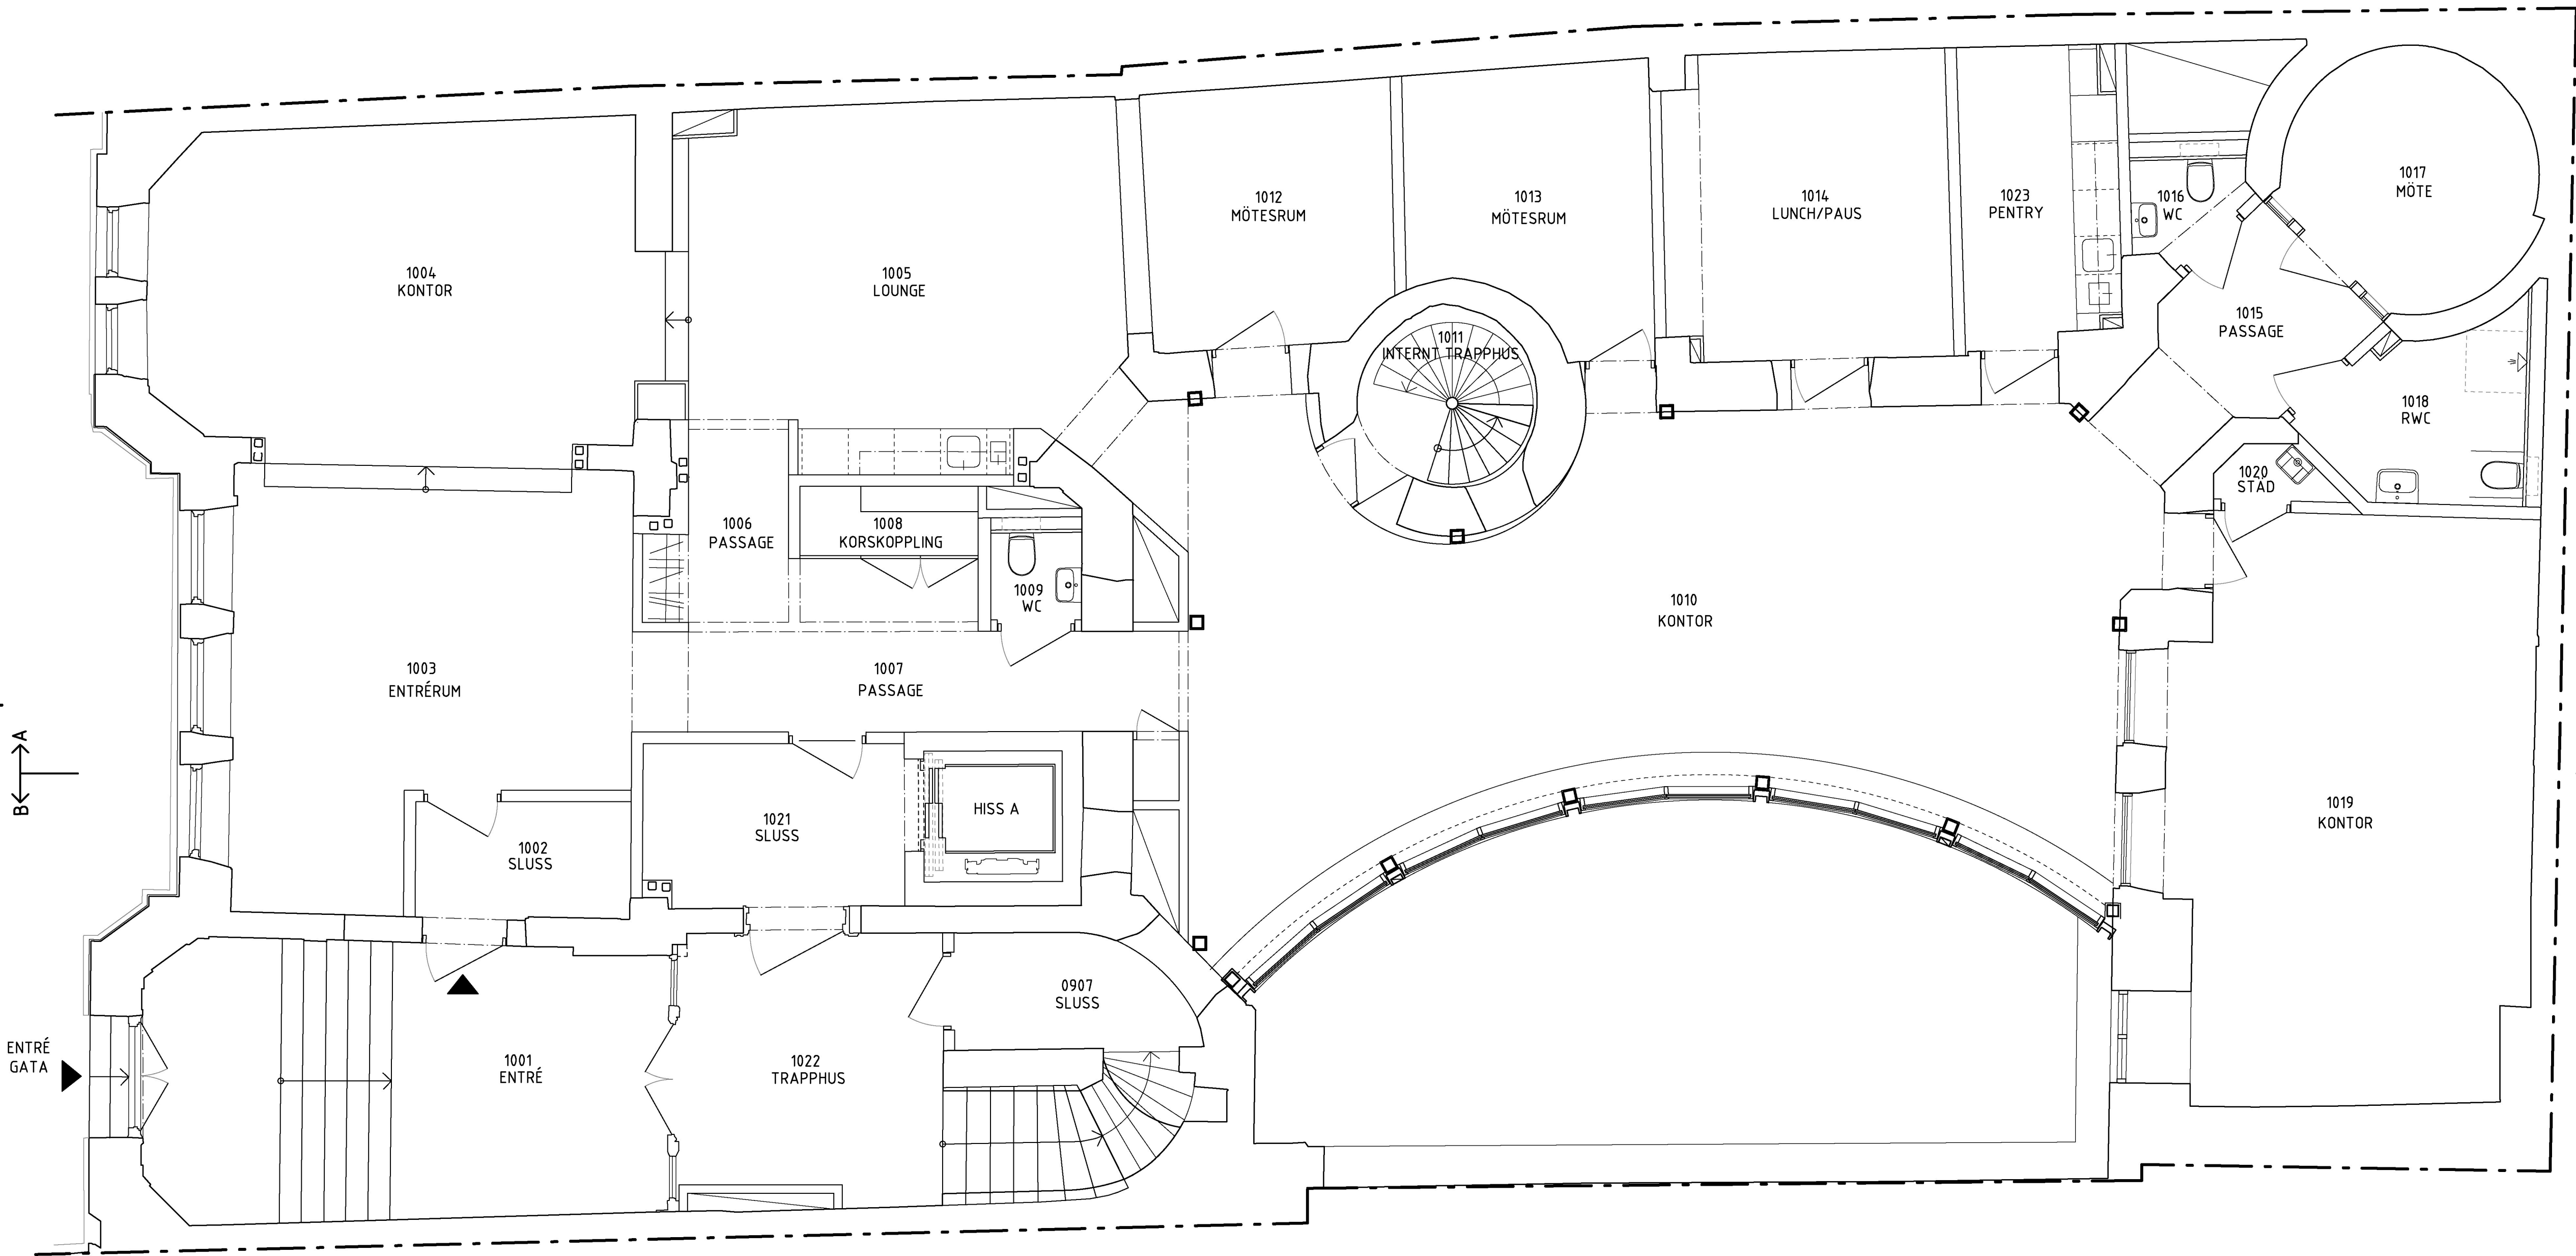 1004
KONTOR
1005
LOUNGE
1012
MÖTESRUM
1013
MÖTESRUM
1014
LUNCH/PAUS
1023
PENTRY
1016
WC
1017
MÖTE
1011
INTERNT TRAPPHUS
1015
PASSAGE
1018
RWC
1020
STÄD
1006
PASSAGE
1008
KORSKOPPLING
1009
WC
1010
KONTOR
1003
ENTRÉRUM
1007
PASSAGE
A
B
HISS A
1021
SLUSS
1002
SLUSS
1019
KONTOR
0907
SLUSS
ENTRÉ
GATA
1001
ENTRÉ
1022
TRAPPHUS